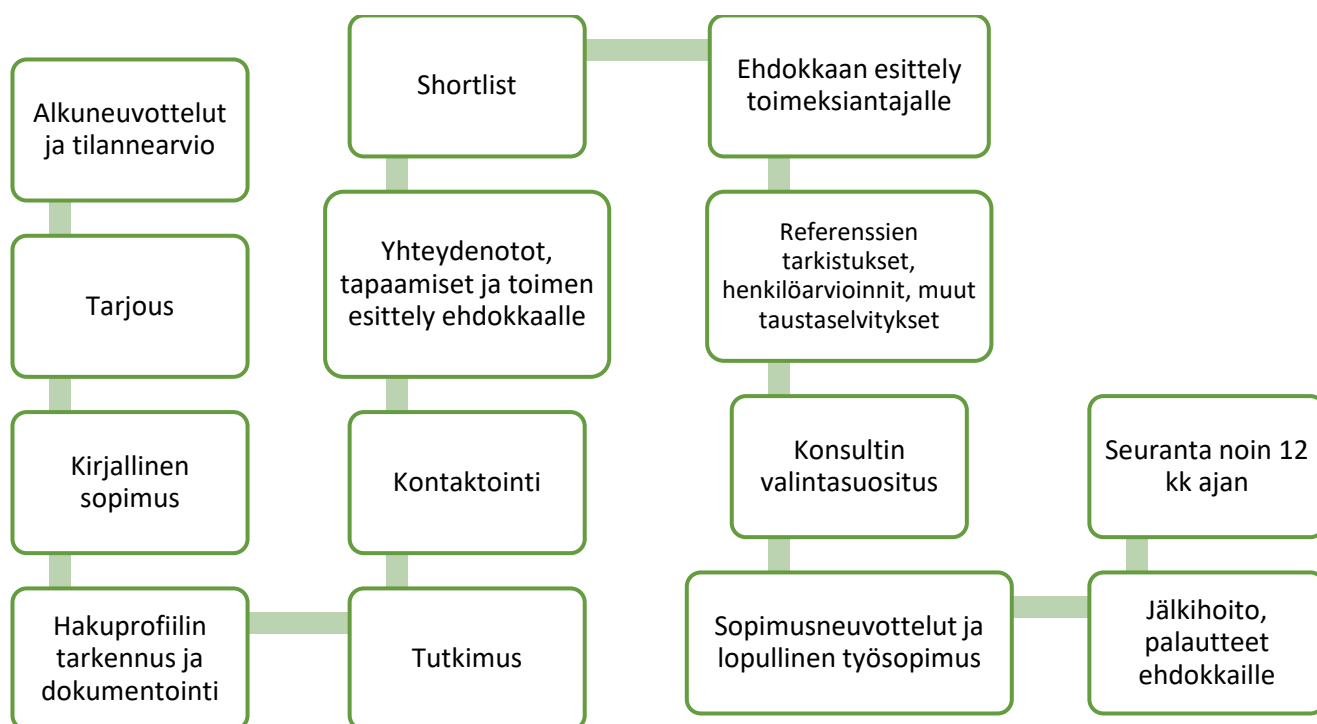 Alkuneuvottelut
ja tilannearvio
Tarjous
Kirjallinen
sopimus
Hakuprofiilin
tarkennus ja
dokumentointi
Tutkimus
Kontaktointi
Yhteydenotot,
tapaamiset ja toimen
esittely ehdokkaalle
Shortlist
Ehdokkaan esittely
toimeksiantajalle
Referenssien
tarkistukset,
henkilöarvioinnit, muut
taustaselvitykset
Konsultin
valintasuositus
Sopimusneuvottelut ja
lopullinen työsopimus
Jälkihoito,
palautteet
ehdokkaille
Seuranta noin 12
kk ajan